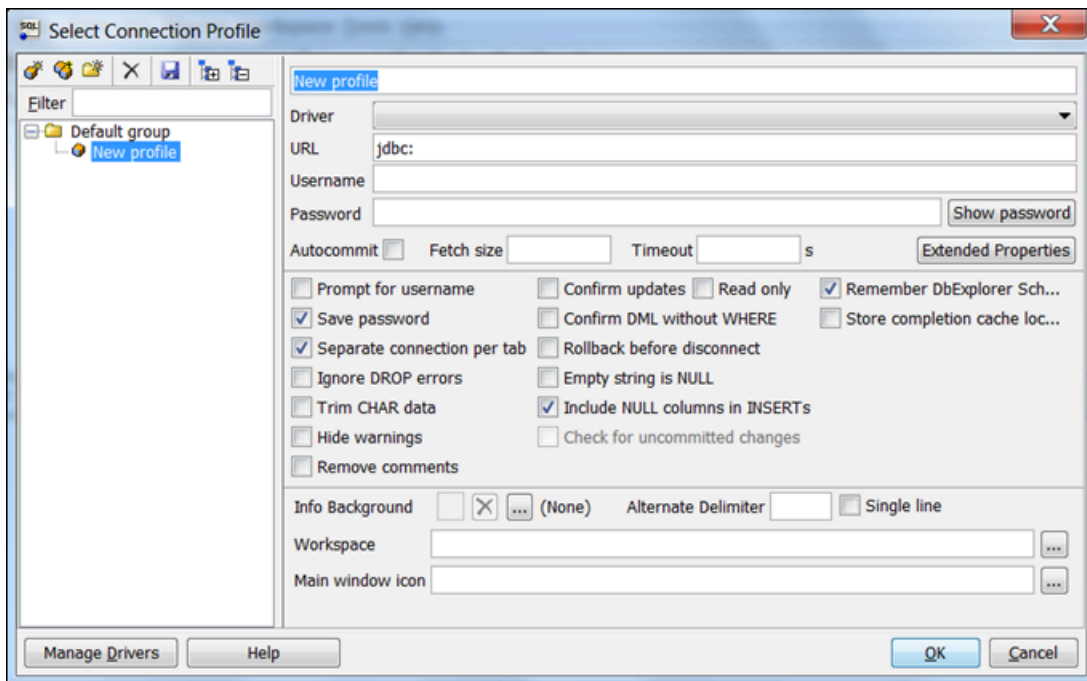 SQL Select Connection Profile
New profile
Filter
Default group
New profile
Driver
URL jdbc:
Username
Password Show password
Autocommit Fetch size Timeout s Extended Properties
Prompt for username Confirm updates Read only Remember DbExplorer Sch...
Save password Confirm DML without WHERE Store completion cache loc...
Separate connection per tab Rollback before disconnect
Ignore DROP errors Empty string is NULL
Trim CHAR data Include NULL columns in INSERTs
Hide warnings Check for uncommitted changes
Remove comments
Info Background ... (None) Alternate Delimiter Single line
Workspace ...
Main window icon ...
Manage Drivers Help OK Cancel